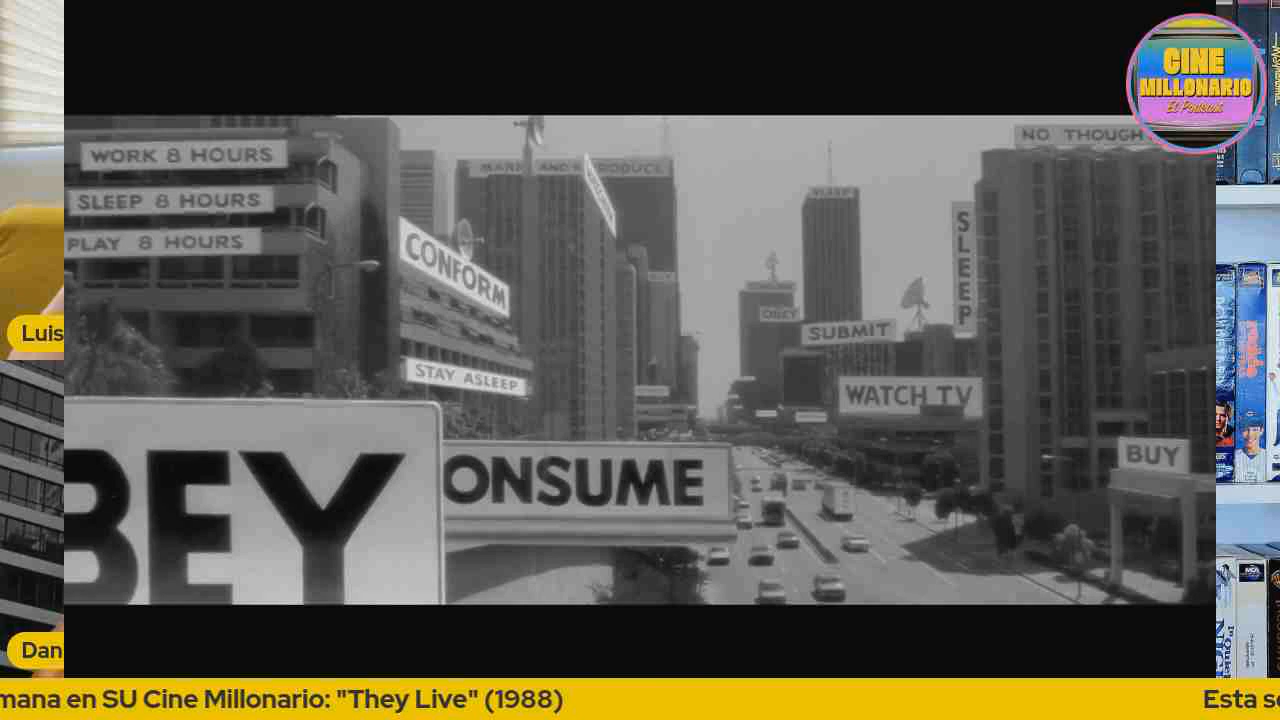 CINE
MILLONARIO
El Podcast
NO THOUGH
WORK 8 HOURS
SLEEP 8 HOURS
PLAY 8 HOURS
CONFORM
STAY ASLEEP
OBEY
SUBMIT
SLEEP
WATCH TV
BUY
BEY
ONSUME
Luis
Dan
mana en SU Cine Millonario: "They Live" (1988)
Esta se